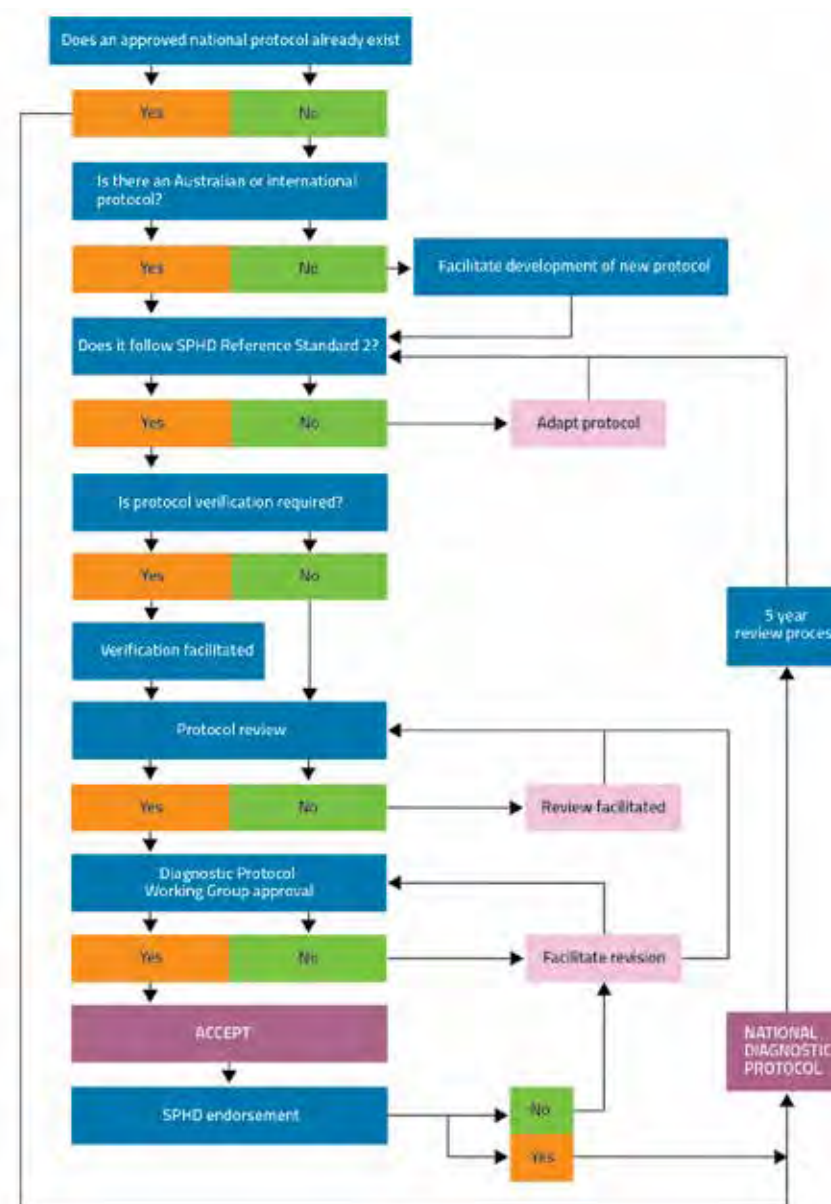 Does an approved national protocol already exist
Yes
No
Is there an Australian or international
protocol?
Yes
No
Facilitate development of new protocol
Does it follow SPHD Reference Standard 2?
Yes
No
Adapt protocol
Is protocol verification required?
Yes
No
5 year
review proces
Verification facilitated
Protocol review
Yes
No
Review facilitated
Diagnostic Protocol
Working Group approval
Yes
No
Facilitate revision
ACCEPT
NATIONAL
DIAGNOSTIC
PROTOCOL
SPHD endorsement
No
Yes